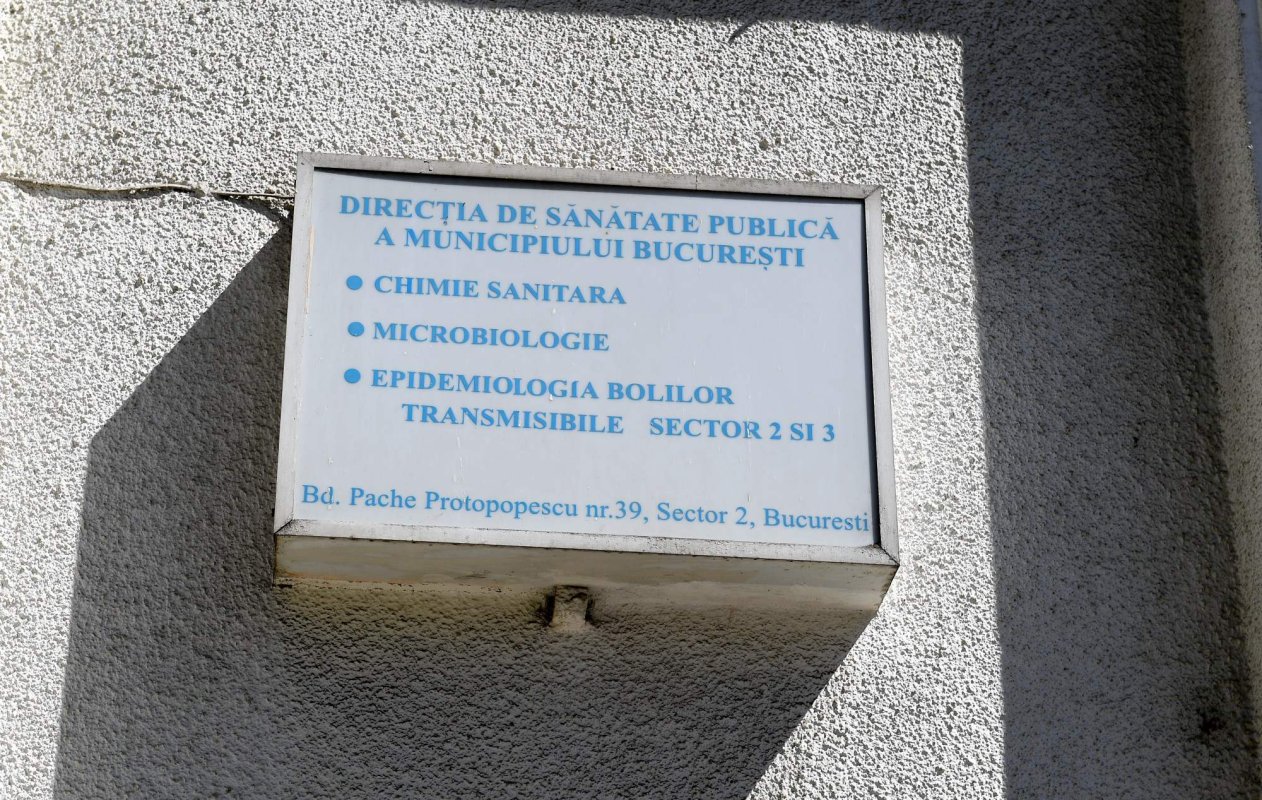 DIRECȚIA DE SĂNĂTATE PUBLICĂ
A MUNICIPIULUI BUCUREȘTI
● CHIMIE SANITARA
● MICROBIOLOGIE
● EPIDEMIOLOGIA BOLILOR
TRANSMISIBILE SECTOR 2 SI 3
Bd. Pache Protopopescu nr.39, Sector 2, Bucuresti